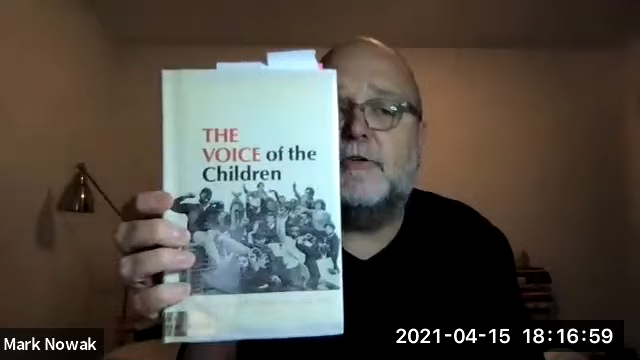 THE
VOICE of the
Children
Mark Nowak
2021-04-15 18:16:59